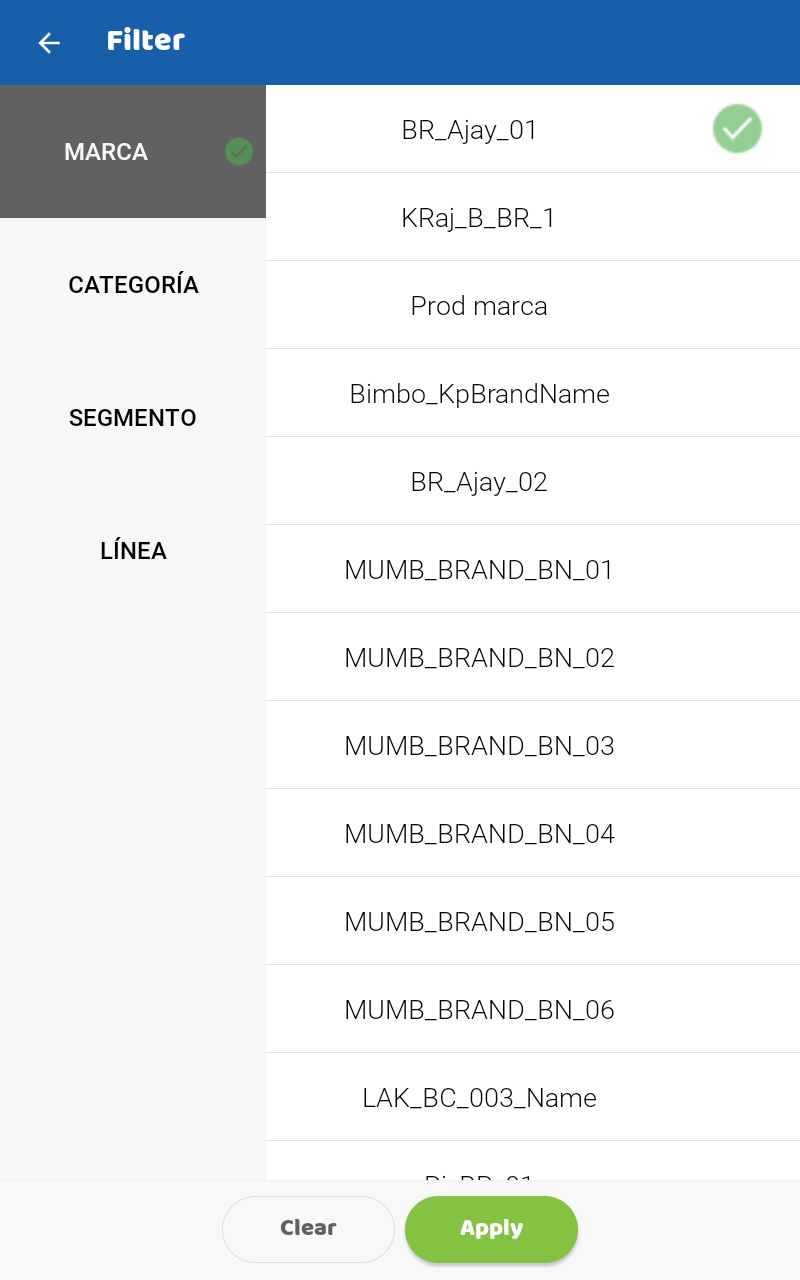 Filter
MARCA
CATEGORÍA
SEGMENTO
LÍNEA
BR_Ajay_01
KRaj_B_BR_1
Prod marca
Bimbo_KpBrandName
BR_Ajay_02
MUMB_BRAND_BN_01
MUMB_BRAND_BN_02
MUMB_BRAND_BN_03
MUMB_BRAND_BN_04
MUMB_BRAND_BN_05
MUMB_BRAND_BN_06
LAK_BC_003_Name
Clear
Apply